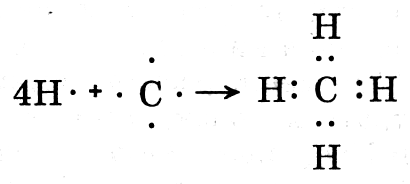 H
··
4H· + ·C· → H: C :H
··
H